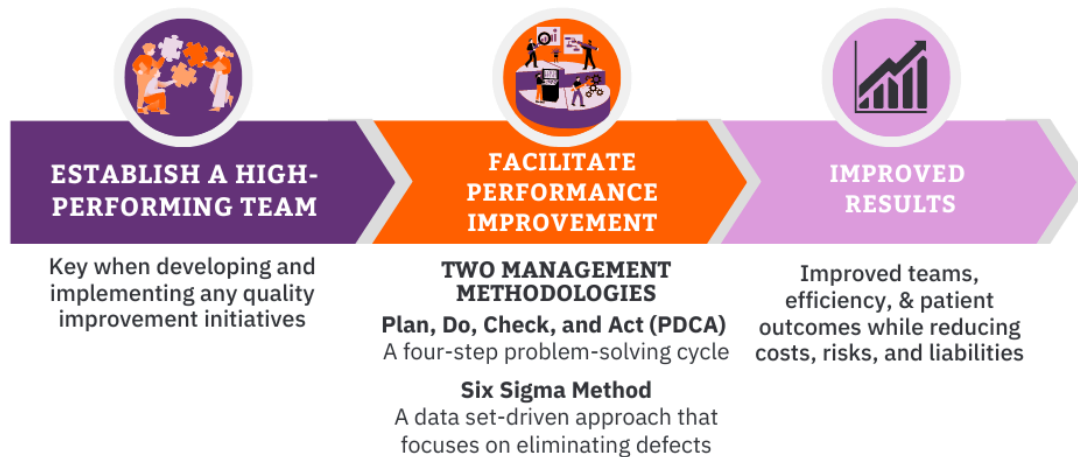 ESTABLISH A HIGH-
PERFORMING TEAM
Key when developing and
implementing any quality
improvement initiatives
FACILITATE
PERFORMANCE
IMPROVEMENT
TWO MANAGEMENT
METHODOLOGIES
Plan, Do, Check, and Act (PDCA)
A four-step problem-solving cycle
Six Sigma Method
A data set-driven approach that
focuses on eliminating defects
IMPROVED
RESULTS
Improved teams,
efficiency, & patient
outcomes while reducing
costs, risks, and liabilities